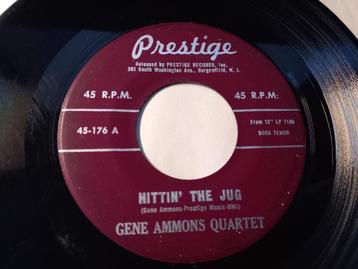 Prestige
Released by PRESTIGE RECORDS, Inc.
203 South Washington Ave., Bergenfield, N. J.
45 R.P.M.
45 R.P.M.
45-176 A
From 12" LP 7180
BOSS TENOR
HITTIN' THE JUG
(Gene Ammons-Prestige Music-BMI)
GENE AMMONS QUARTET